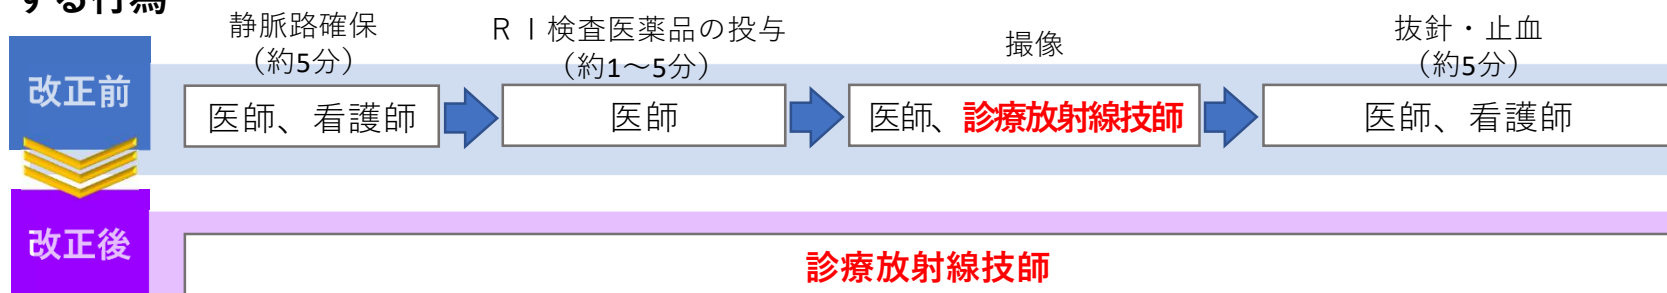 する行為
静脈路確保
（約5分）
ＲＩ検査医薬品の投与
（約1～5分）
撮像
抜針・止血
（約5分）
改正前
医師、看護師
医師
医師、診療放射線技師
医師、看護師
改正後
診療放射線技師